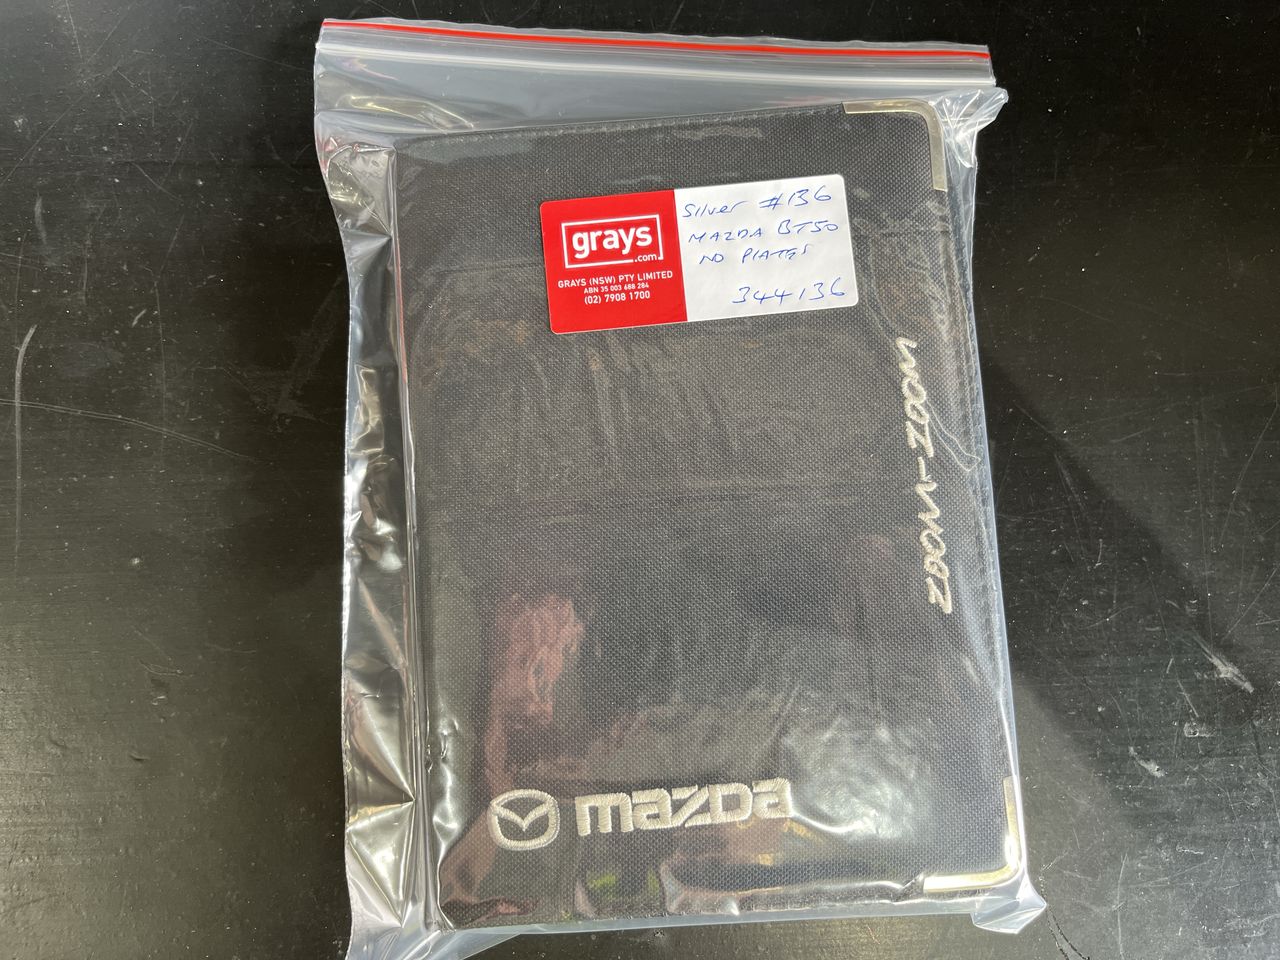 grays
.com
GRAYS (NSW) PTY LIMITED
ABN 35 003 688 284
(02) 7908 1700
Silver #136
MAZDA BT50
NO PLATES
344136
zoom-zoom
mazda